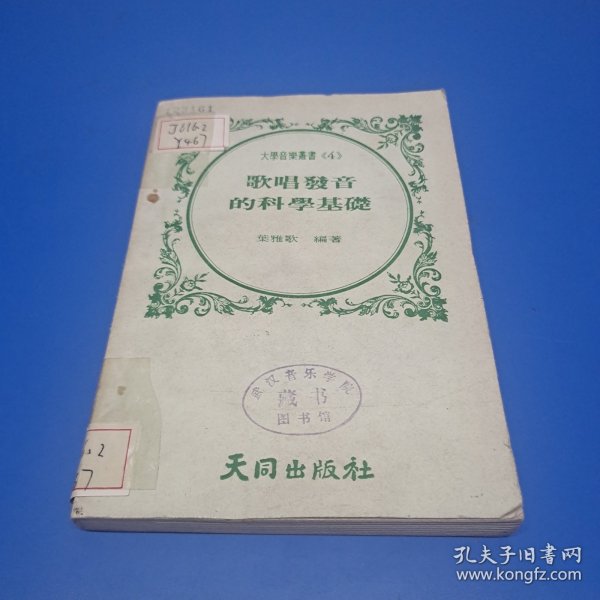 大學音樂叢書《4》
歌唱發音
的科學基礎
葉雅歌 編著
武汉音乐学院
藏书
图书馆
天同出版社
J616.2
Y467
孔夫子旧书网
www.kongfz.com